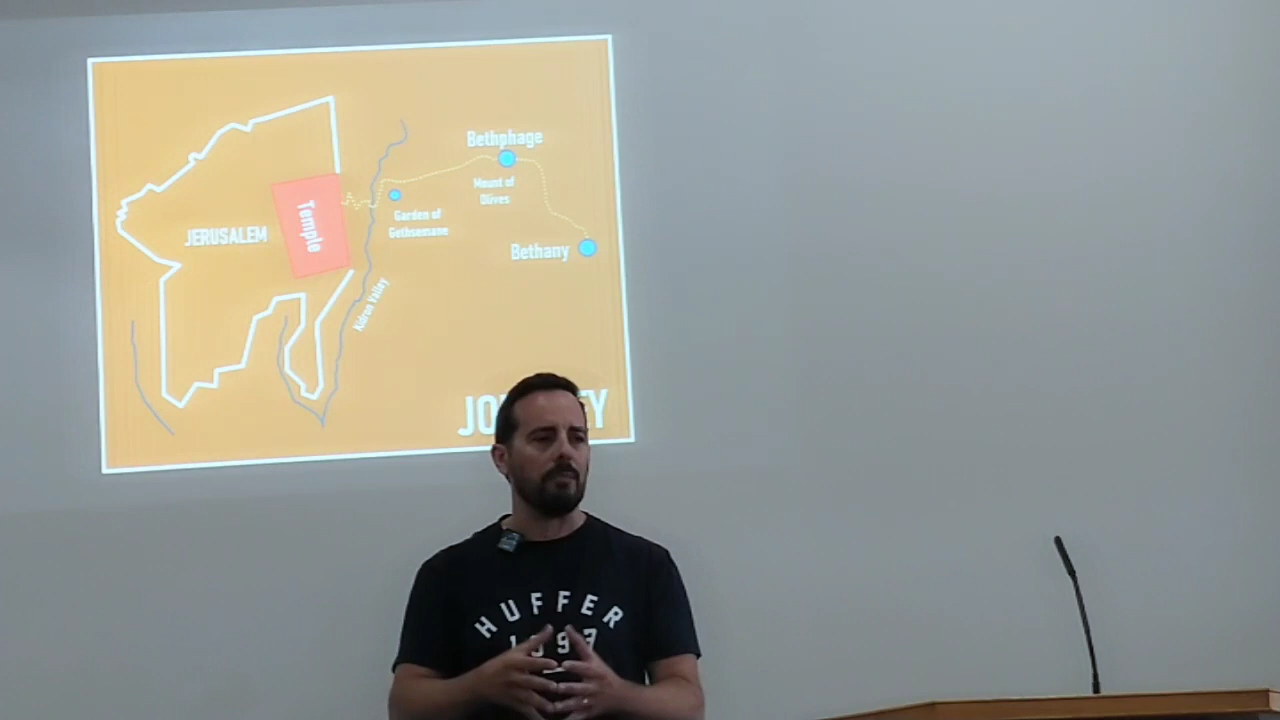 Bethphage
Mount of
Olives
Garden of
Gethsemane
JERUSALEM
Temple
Bethany
Kidron Valley
HUFFER